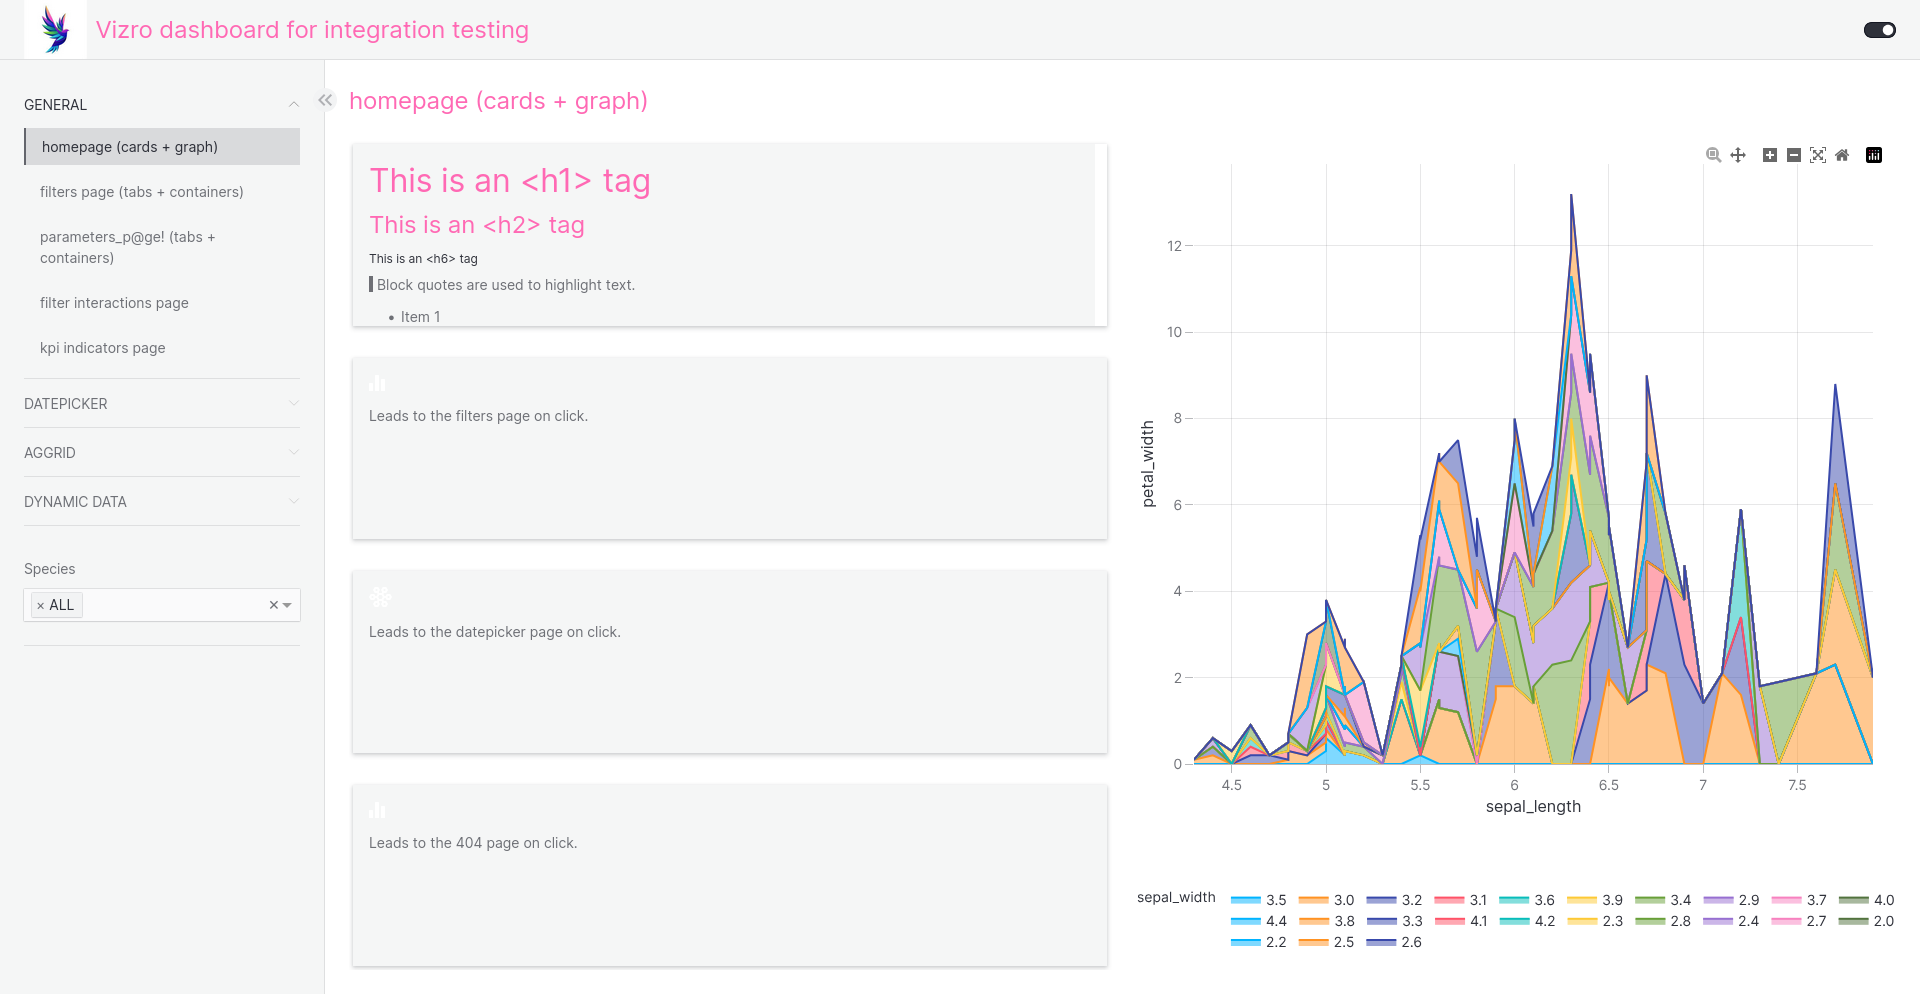 Vizro dashboard for integration testing
GENERAL
homepage (cards + graph)
filters page (tabs + containers)
parameters_p@ge! (tabs +
containers)
filter interactions page
kpi indicators page
DATEPICKER
AGGRID
DYNAMIC DATA
Species
× ALL
homepage (cards + graph)
This is an <h1> tag
This is an <h2> tag
This is an <h6> tag
Block quotes are used to highlight text.
• Item 1
Leads to the filters page on click.
Leads to the datepicker page on click.
Leads to the 404 page on click.
petal_width
12
10
8
6
4
2
0
4.5 5 5.5 6 6.5 7 7.5
sepal_length
sepal_width
3.5 3.0 3.2 3.1 3.6 3.9 3.4 2.9 3.7 4.0
4.4 3.8 3.3 4.1 4.2 2.3 2.8 2.4 2.7 2.0
2.2 2.5 2.6